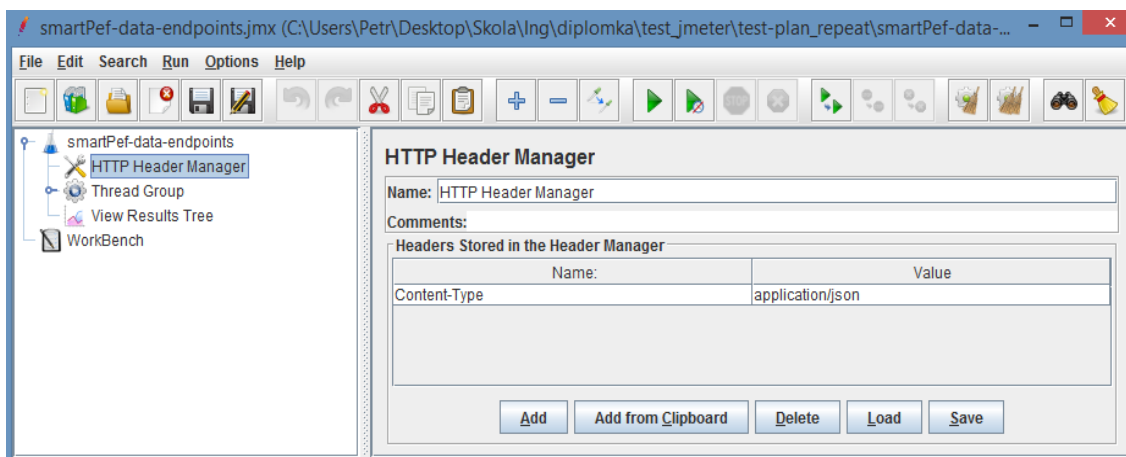 smartPef-data-endpoints.jmx (C:\Users\Petr\Desktop\Skola\Ing\diplomka\test_jmeter\test-plan_repeat\smartPef-data-...
File Edit Search Run Options Help
STOP
smartPef-data-endpoints
HTTP Header Manager
Thread Group
View Results Tree
WorkBench
HTTP Header Manager
Name: HTTP Header Manager
Comments:
Headers Stored in the Header Manager
Name: Value
Content-Type application/json
Add Add from Clipboard Delete Load Save